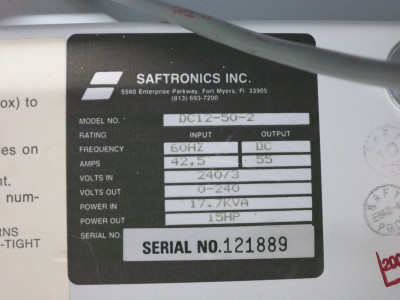 SAFTRONICS INC.
5580 Enterprise Parkway, Fort Myers, Fl. 33905
(813) 693-7200
MODEL NO. DC12-50-2
RATING INPUT OUTPUT
FREQUENCY 60HZ DC
AMPS 42.5 55
VOLTS IN 240/3
VOLTS OUT 0-240
POWER IN 17.7KVA
POWER OUT 15HP
SERIAL NO. SERIAL NO.121889
ox) to
es on
nt.
num-
RNS
-TIGHT
200